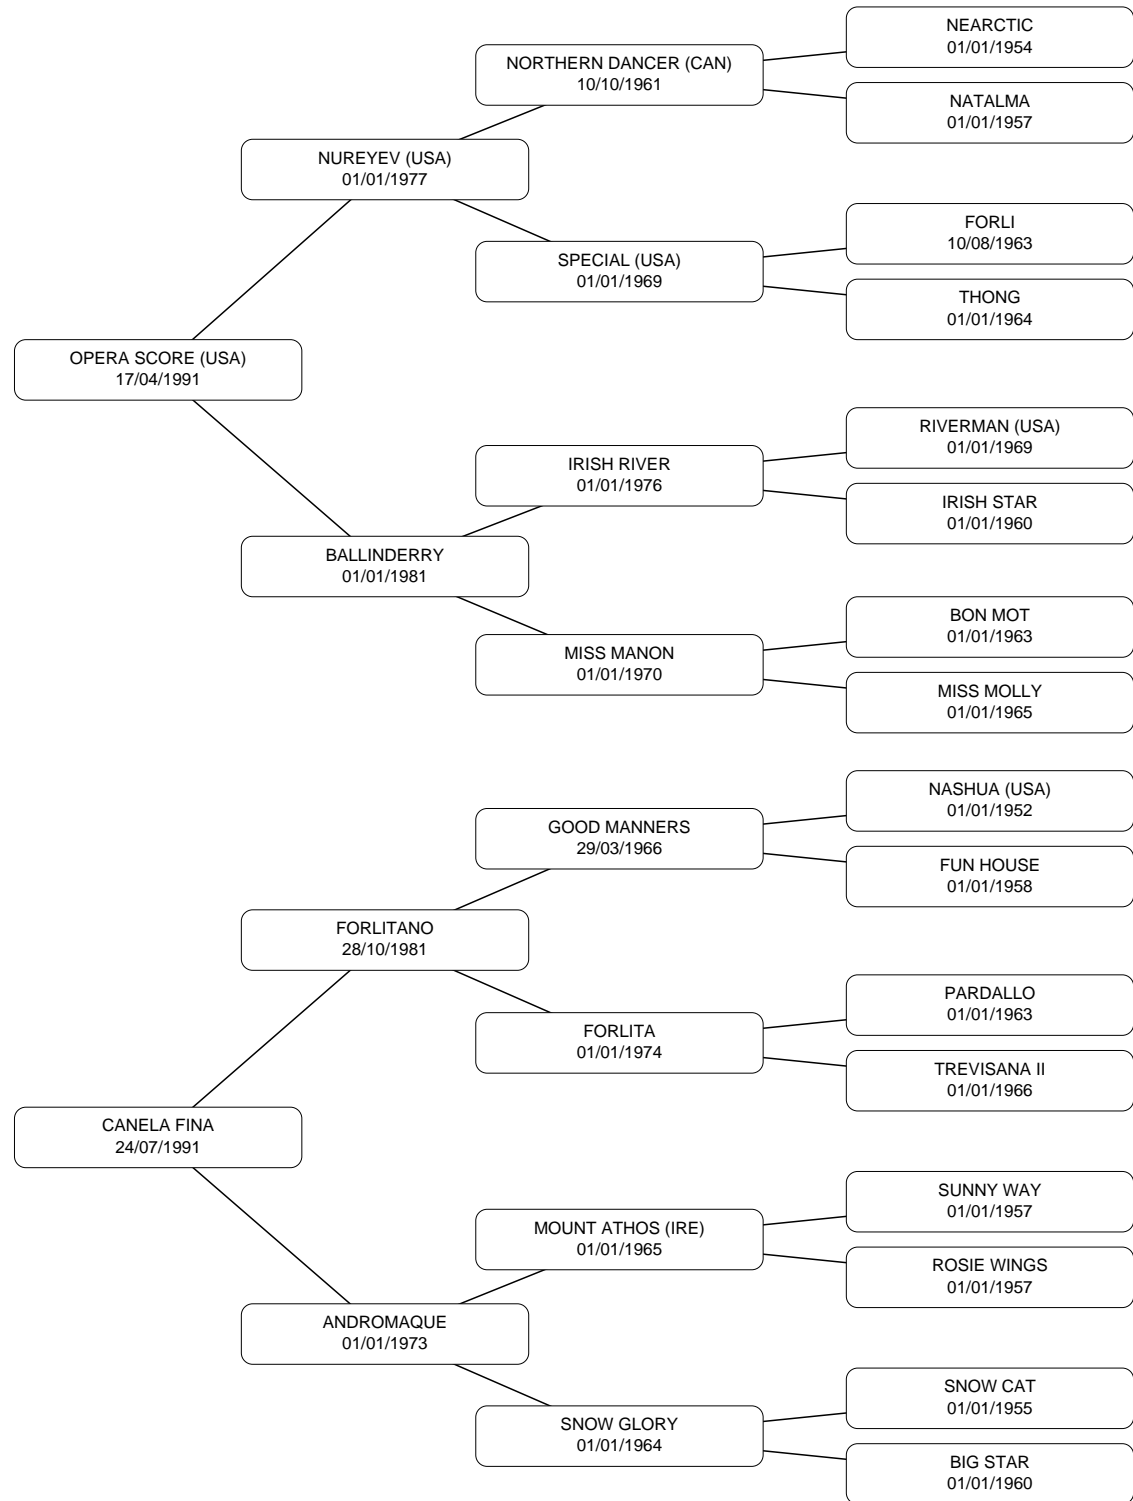 NEARCTIC
01/01/1954
NORTHERN DANCER (CAN)
10/10/1961
NATALMA
01/01/1957
NUREYEV (USA)
01/01/1977
FORLI
10/08/1963
SPECIAL (USA)
01/01/1969
THONG
01/01/1964
OPERA SCORE (USA)
17/04/1991
RIVERMAN (USA)
01/01/1969
IRISH RIVER
01/01/1976
IRISH STAR
01/01/1960
BALLINDERRY
01/01/1981
BON MOT
01/01/1963
MISS MANON
01/01/1970
MISS MOLLY
01/01/1965
NASHUA (USA)
01/01/1952
GOOD MANNERS
29/03/1966
FUN HOUSE
01/01/1958
FORLITANO
28/10/1981
PARDALLO
01/01/1963
FORLITA
01/01/1974
TREVISANA II
01/01/1966
CANELA FINA
24/07/1991
SUNNY WAY
01/01/1957
MOUNT ATHOS (IRE)
01/01/1965
ROSIE WINGS
01/01/1957
ANDROMAQUE
01/01/1973
SNOW CAT
01/01/1955
SNOW GLORY
01/01/1964
BIG STAR
01/01/1960